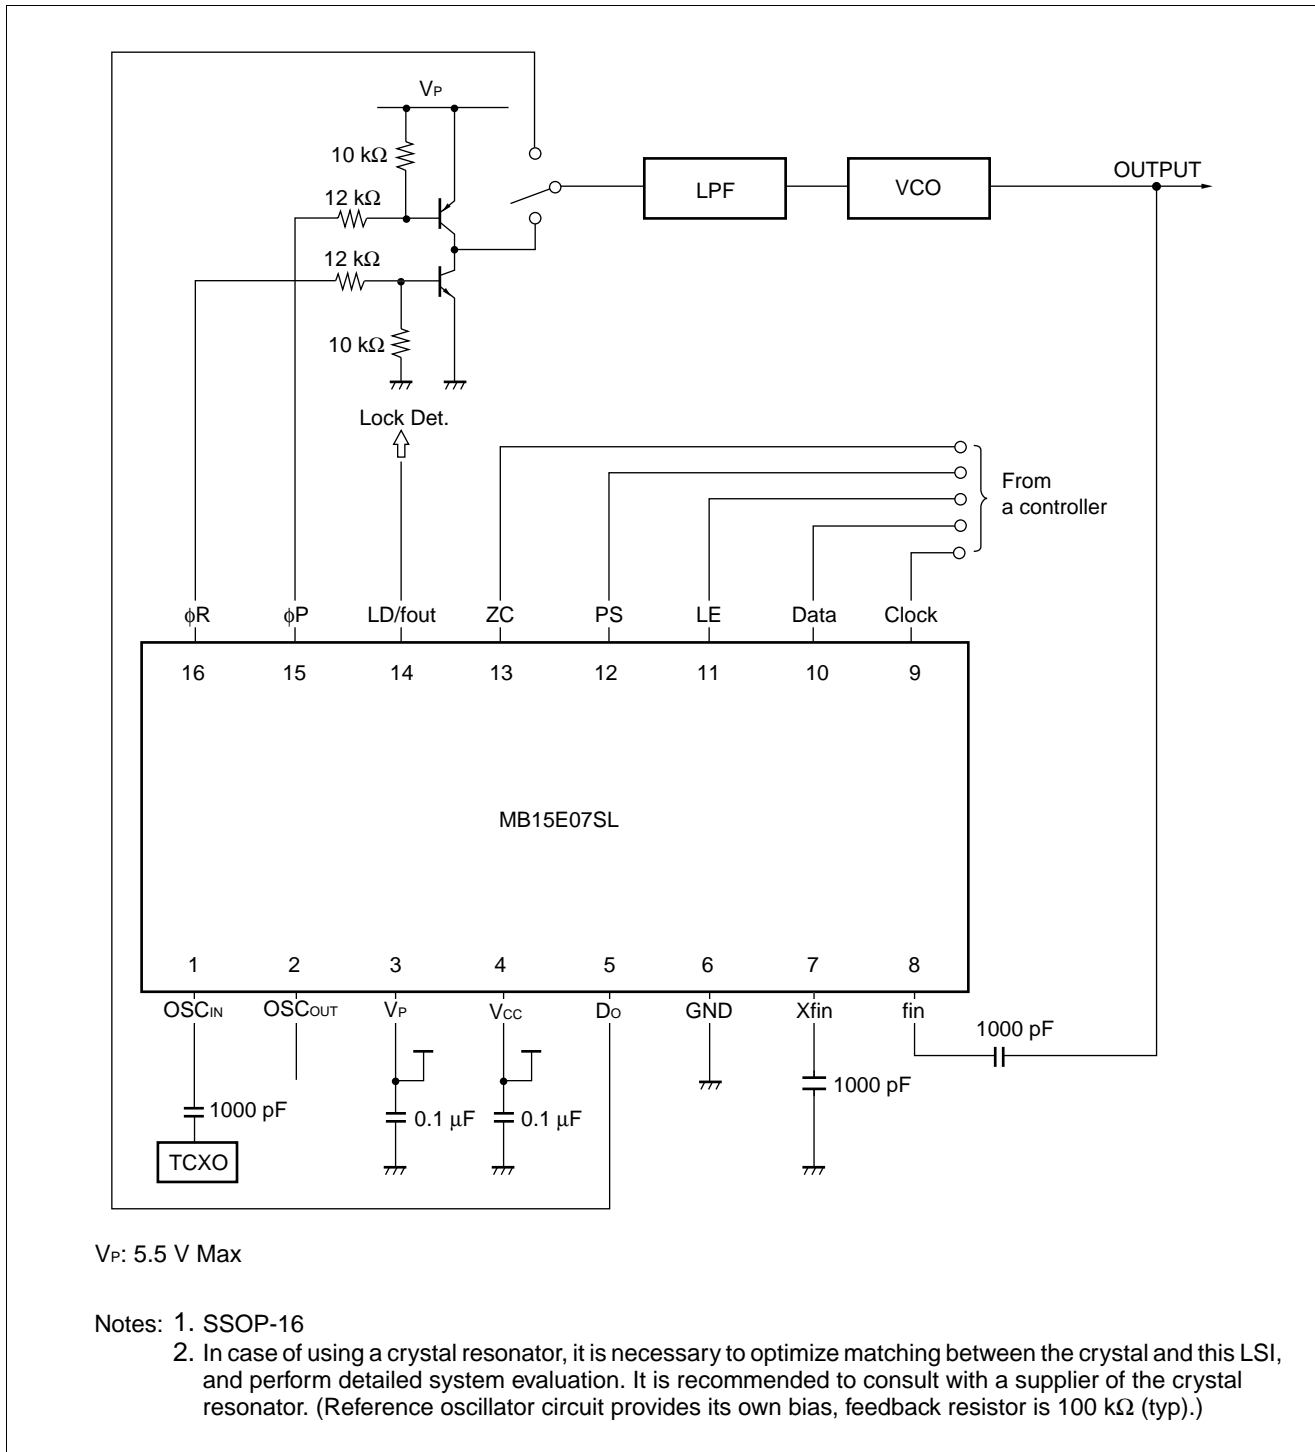 VP
10 kΩ
12 kΩ
12 kΩ
10 kΩ
LPF
VCO
OUTPUT
Lock Det.
From
a controller
φR φP LD/fout ZC PS LE Data Clock
16 15 14 13 12 11 10 9
MB15E07SL
1 2 3 4 5 6 7 8
OSCIN OSCOUT VP VCC DO GND Xfin fin
1000 pF
1000 pF
1000 pF
0.1 μF
0.1 μF
TCXO
VP: 5.5 V Max
Notes: 1. SSOP-16
2. In case of using a crystal resonator, it is necessary to optimize matching between the crystal and this LSI,
and perform detailed system evaluation. It is recommended to consult with a supplier of the crystal
resonator. (Reference oscillator circuit provides its own bias, feedback resistor is 100 kΩ (typ).)